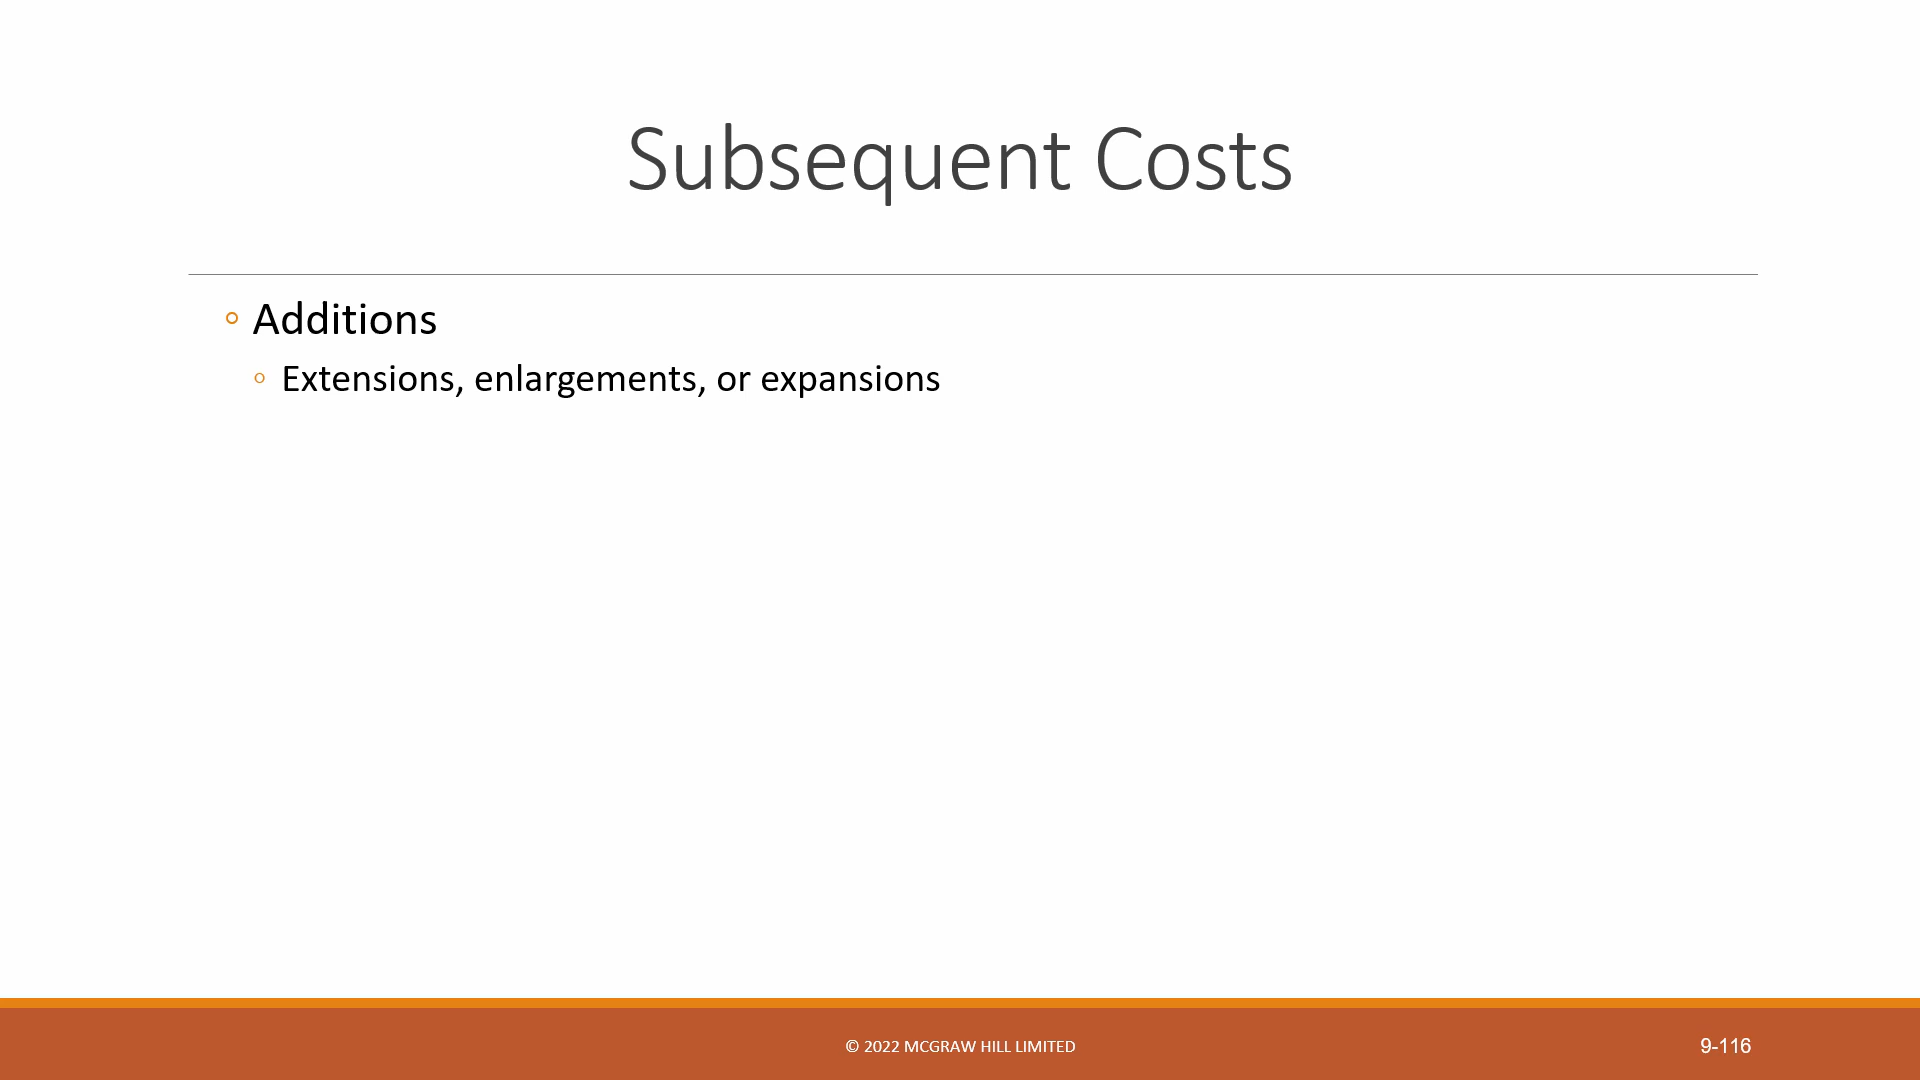 Subsequent Costs
◦ Additions
◦ Extensions, enlargements, or expansions
© 2022 MCGRAW HILL LIMITED
9-116